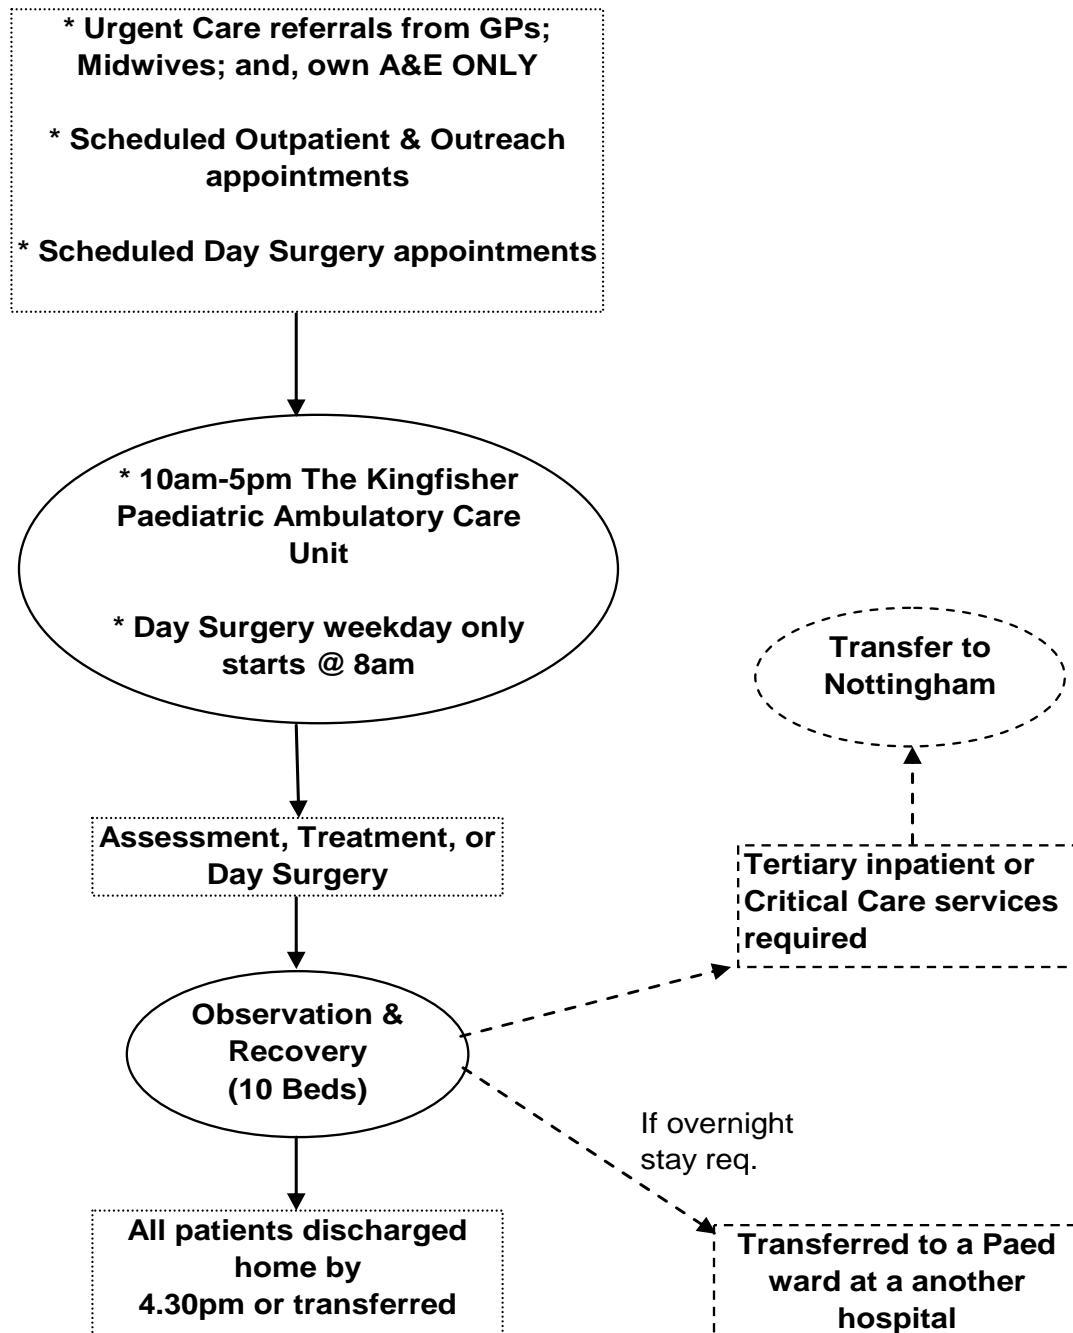 * Urgent Care referrals from GPs;
Midwives; and, own A&E ONLY
* Scheduled Outpatient & Outreach
appointments
* Scheduled Day Surgery appointments
* 10am-5pm The Kingfisher
Paediatric Ambulatory Care
Unit
* Day Surgery weekday only
starts @ 8am
Transfer to
Nottingham
Assessment, Treatment, or
Day Surgery
Tertiary inpatient or
Critical Care services
required
Observation &
Recovery
(10 Beds)
If overnight
stay req.
All patients discharged
home by
4.30pm or transferred
Transferred to a Paed
ward at a another
hospital